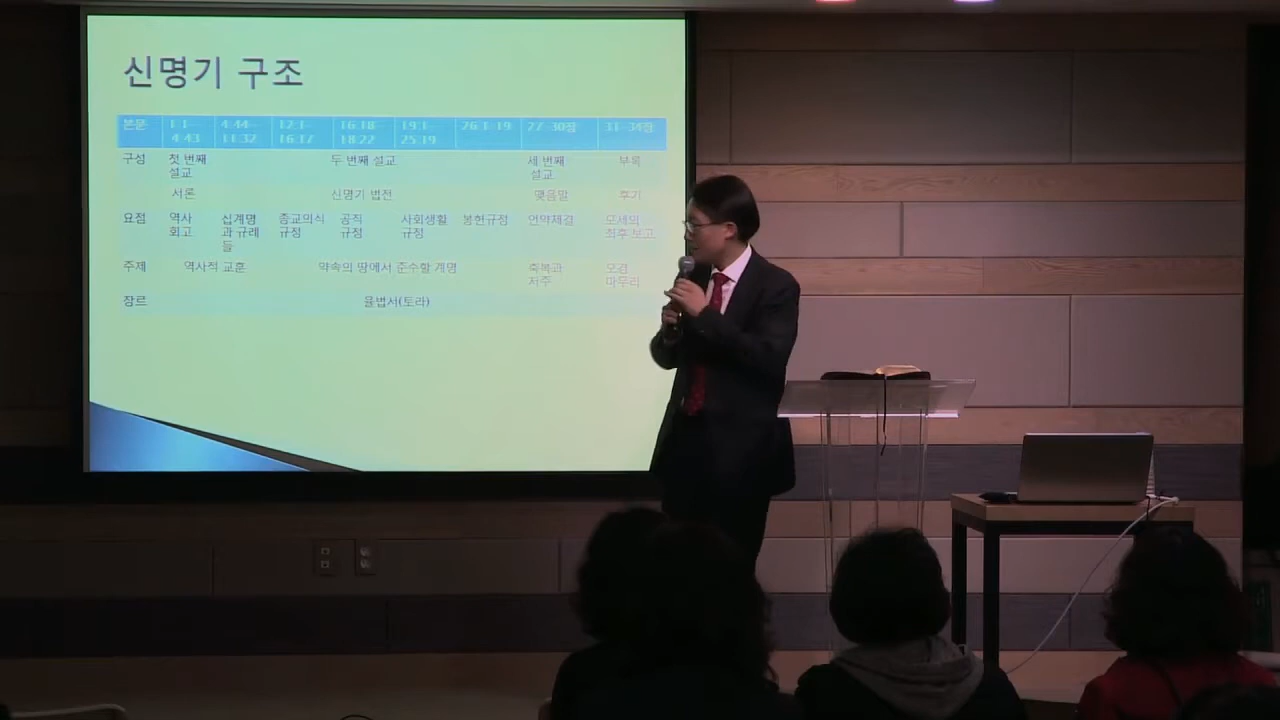 신명기 구조
본문 1:1- 4:44- 12:1- 16:18- 19:1- 26:1-19 27-30장 31-34장
4:43 11:32 16:17 18:22 25:19
구성 첫 번째 두 번째 설교 세 번째 부록
설교 설교
서론 신명기 법전 맺음말 후기
요점 역사 십계명 종교의식 공직 사회생활 봉헌규정 언약체결 모세의
회고 과 규례 규정 규정 규정 최후 보고
들
주제 역사적 교훈 약속의 땅에서 준수할 계명 축복과 모경
저주 마무리
장르 율법서(토라)